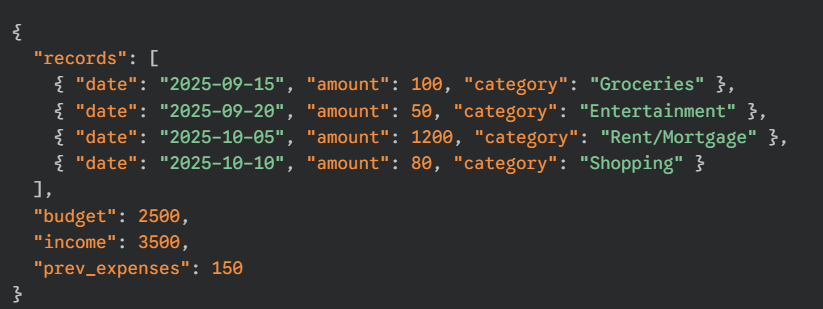 {
  "records": [
    { "date": "2025-09-15", "amount": 100, "category": "Groceries" },
    { "date": "2025-09-20", "amount": 50, "category": "Entertainment" },
    { "date": "2025-10-05", "amount": 1200, "category": "Rent/Mortgage" },
    { "date": "2025-10-10", "amount": 80, "category": "Shopping" }
  ],
  "budget": 2500,
  "income": 3500,
  "prev_expenses": 150
}